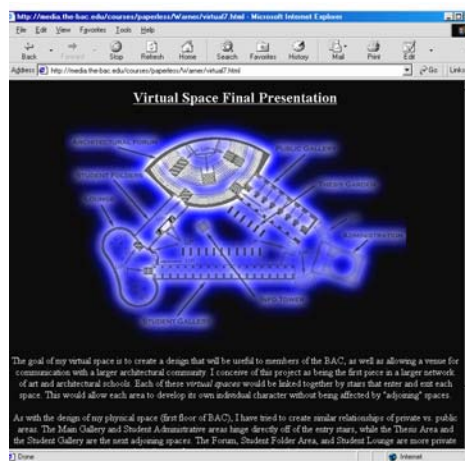 http://media.the-bac.edu/courses/paperless/Warner/virtual7.html - Microsoft Internet Explorer
File Edit View Favorites Tools Help
Back Forward Stop Refresh Home Search Favorites History Mail Print Edit
Address http://media.the-bac.edu/courses/paperless/Warner/virtual7.html Go Links
Virtual Space Final Presentation
Architectural Forum
Public Gallery
Student Folders
Thesis Garden
Lounge
Administration
Info Tower
Student Gallery
The goal of my virtual space is to create a design that will be useful to members of the BAC, as well as allowing a venue for
communication with a larger architectural community. I conceive of this project as being the first piece in a larger network
of art and architectural schools. Each of these virtual spaces would be linked together by stairs that enter and exit each
space. This would allow each area to develop its own individual character without being affected by "adjoining" spaces.
As with the design of my physical space (first floor of BAC), I have tried to create similar relationships of private vs. public
areas. The Main Gallery and Student Administrative areas hinge directly off of the entry stairs, while the Thesis Area and
the Student Gallery are the next adjoining spaces. The Forum, Student Folder Area, and Student Lounge are more private
Done Internet